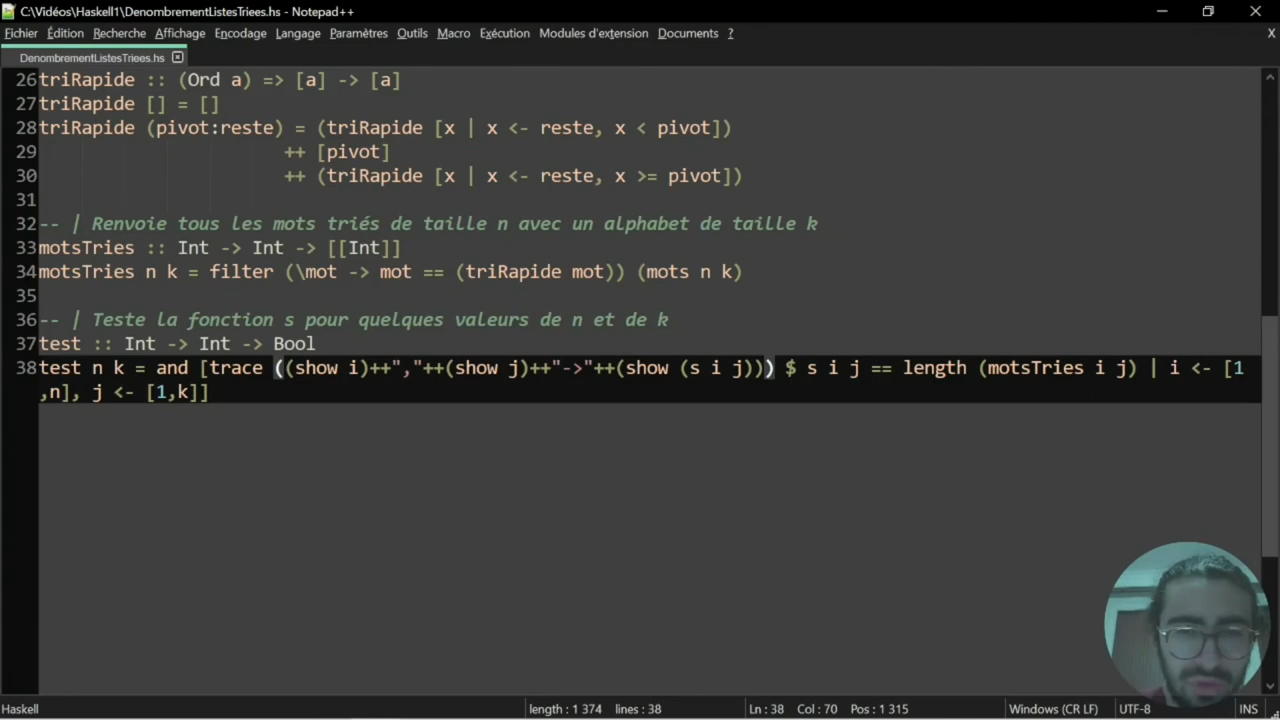 C:\Vidéos\Haskell1\DenombrementListesTriees.hs - Notepad++
Fichier Édition Recherche Affichage Encodage Langage Paramètres Outils Macro Exécution Modules d'extension Documents ? X
DenombrementListesTriees.hs
26 triRapide :: (Ord a) => [a] -> [a]
27 triRapide [] = []
28 triRapide (pivot:reste) = (triRapide [x | x <- reste, x < pivot])
29 ++ [pivot]
30 ++ (triRapide [x | x <- reste, x >= pivot])
31
32 -- | Renvoie tous les mots triés de taille n avec un alphabet de taille k
33 motsTries :: Int -> Int -> [[Int]]
34 motsTries n k = filter (\mot -> mot == (triRapide mot)) (mots n k)
35
36 -- | Teste la fonction s pour quelques valeurs de n et de k
37 test :: Int -> Int -> Bool
38 test n k = and [trace ((show i)++","++(show j)++"->"++(show (s i j))) $ s i j == length (motsTries i j) | i <- [1
,n], j <- [1,k]]
Haskell length : 1 374 lines : 38 Ln : 38 Col : 70 Pos : 1 315 Windows (CR LF) UTF-8 INS